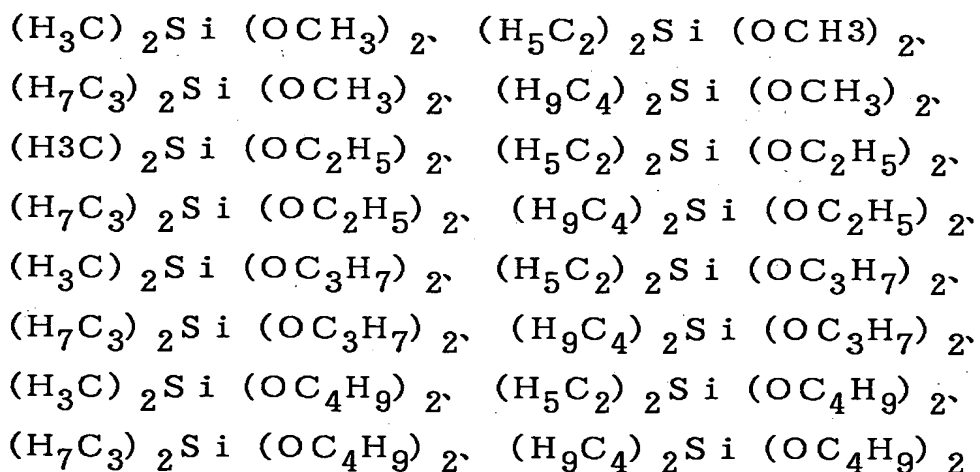 (H₃C)₂Si(OCH₃)₂、(H₅C₂)₂Si(OCH3)₂、
(H₇C₃)₂Si(OCH₃)₂、(H₉C₄)₂Si(OCH₃)₂、
(H3C)₂Si(OC₂H₅)₂、(H₅C₂)₂Si(OC₂H₅)₂、
(H₇C₃)₂Si(OC₂H₅)₂、(H₉C₄)₂Si(OC₂H₅)₂、
(H₃C)₂Si(OC₃H₇)₂、(H₅C₂)₂Si(OC₃H₇)₂、
(H₇C₃)₂Si(OC₃H₇)₂、(H₉C₄)₂Si(OC₃H₇)₂、
(H₃C)₂Si(OC₄H₉)₂、(H₅C₂)₂Si(OC₄H₉)₂、
(H₇C₃)₂Si(OC₄H₉)₂、(H₉C₄)₂Si(OC₄H₉)₂